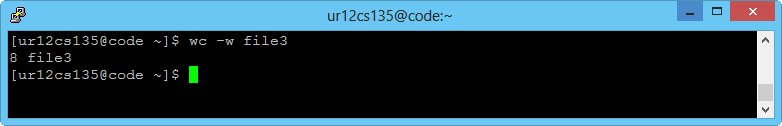 ur12cs135@code:~
[ur12cs135@code ~]$ wc -w file3
8 file3
[ur12cs135@code ~]$